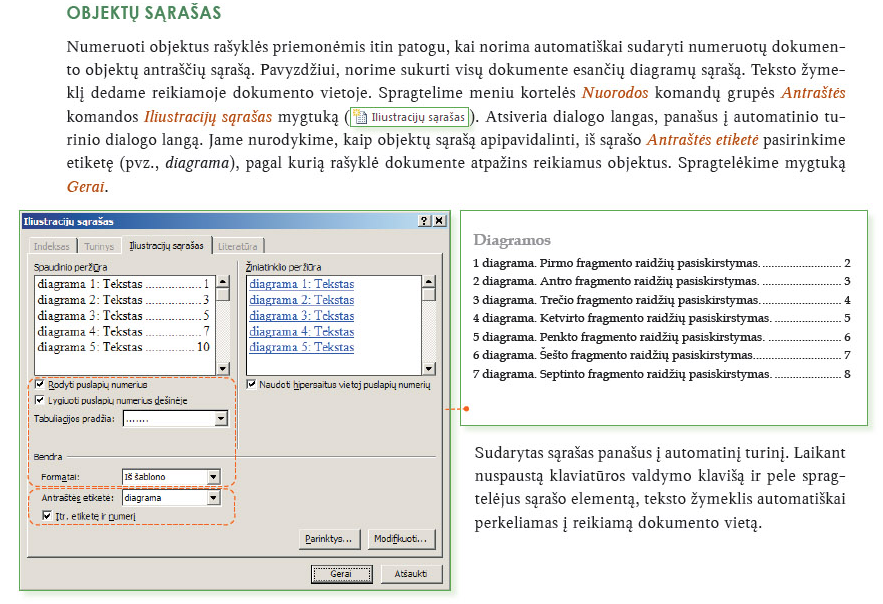 OBJEKTŲ SĄRAŠAS
Numeruoti objektus rašyklės priemonėmis itin patogu, kai norima automatiškai sudaryti numeruotų dokumen-
to objektų antraščių sąrašą. Pavyzdžiui, norime sukurti visų dokumente esančių diagramų sąrašą. Teksto žyme-
klį dedame reikiamoje dokumento vietoje. Spragtelime meniu kortelės Nuorodos komandų grupės Antraštės
komandos Iliustracijų sąrašas mygtuką ( Iliustracijų sąrašas). Atsiveria dialogo langas, panašus į automatinio tu-
rinio dialogo langą. Jame nurodykime, kaip objektų sąrašą apipavidalinti, iš sąrašo Antraštės etiketė pasirinkime
etiketę (pvz., diagrama), pagal kurią rašyklė dokumente atpažins reikiamus objektus. Spragtelėkime mygtuką
Gerai.
Iliustracijų sąrašas
Indeksas Turinys Iliustracijų sąrašas Literatūra
Spaudinio peržiūra
diagrama 1: Tekstas ................... 1
diagrama 2: Tekstas ................... 3
diagrama 3: Tekstas ................... 5
diagrama 4: Tekstas ................... 7
diagrama 5: Tekstas ................. 10
Žiniatinklio peržiūra
diagrama 1: Tekstas
diagrama 2: Tekstas
diagrama 3: Tekstas
diagrama 4: Tekstas
diagrama 5: Tekstas
Rodyti puslapių numerius
Lygiuoti puslapių numerius dešinėje
Tabuliacijos pradžia: .......
Naudoti hipersaitus vietoj puslapių numerių
Bendra
Formatai: Iš šablono
Antraštės etiketė: diagrama
Įtr. etiketę ir numerį
Parinktys... Modifikuoti...
Gerai Atšaukti
Diagramos
1 diagrama. Pirmo fragmento raidžių pasiskirstymas. ......................... 2
2 diagrama. Antro fragmento raidžių pasiskirstymas. .......................... 3
3 diagrama. Trečio fragmento raidžių pasiskirstymas. ......................... 4
4 diagrama. Ketvirto fragmento raidžių pasiskirstymas. ...................... 5
5 diagrama. Penkto fragmento raidžių pasiskirstymas. ........................ 6
6 diagrama. Šešto fragmento raidžių pasiskirstymas............................ 7
7 diagrama. Septinto fragmento raidžių pasiskirstymas. ...................... 8
Sudarytas sąrašas panašus į automatinį turinį. Laikant
nuspaustą klaviatūros valdymo klavišą ir pele sprag-
telėjus sąrašo elementą, teksto žymeklis automatiškai
perkeliamas į reikiamą dokumento vietą.